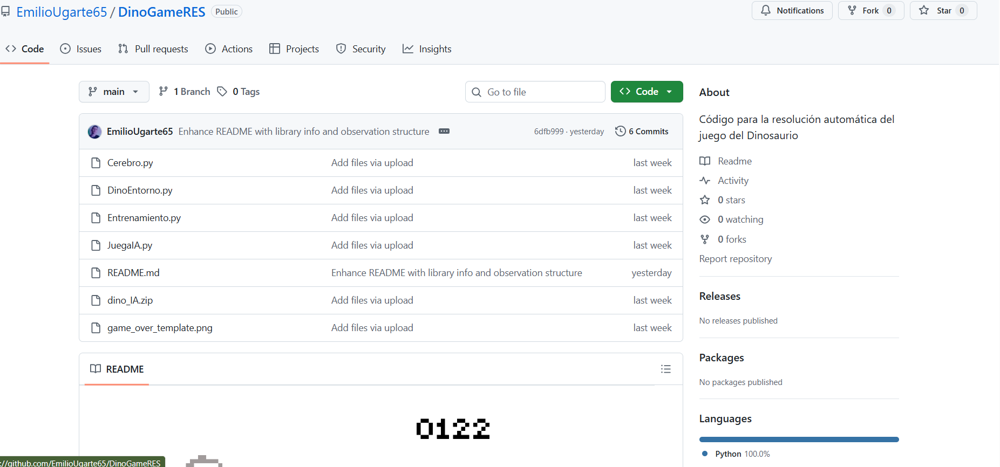 EmilioUgarte65 / DinoGameRES Public
Notifications Fork 0 Star 0
Code Issues Pull requests Actions Projects Security Insights
main 1 Branch 0 Tags Go to file Code
EmilioUgarte65 Enhance README with library info and observation structure 6dfb999 · yesterday 6 Commits
Cerebro.py Add files via upload last week
DinoEntorno.py Add files via upload last week
Entrenamiento.py Add files via upload last week
JuegaIA.py Add files via upload last week
README.md Enhance README with library info and observation structure yesterday
dino_IA.zip Add files via upload last week
game_over_template.png Add files via upload last week
README
0122
About
Código para la resolución automática del
juego del Dinosaurio
Readme
Activity
0 stars
0 watching
0 forks
Report repository
Releases
No releases published
Packages
No packages published
Languages
Python 100.0%
://github.com/EmilioUgarte65/DinoGameRES